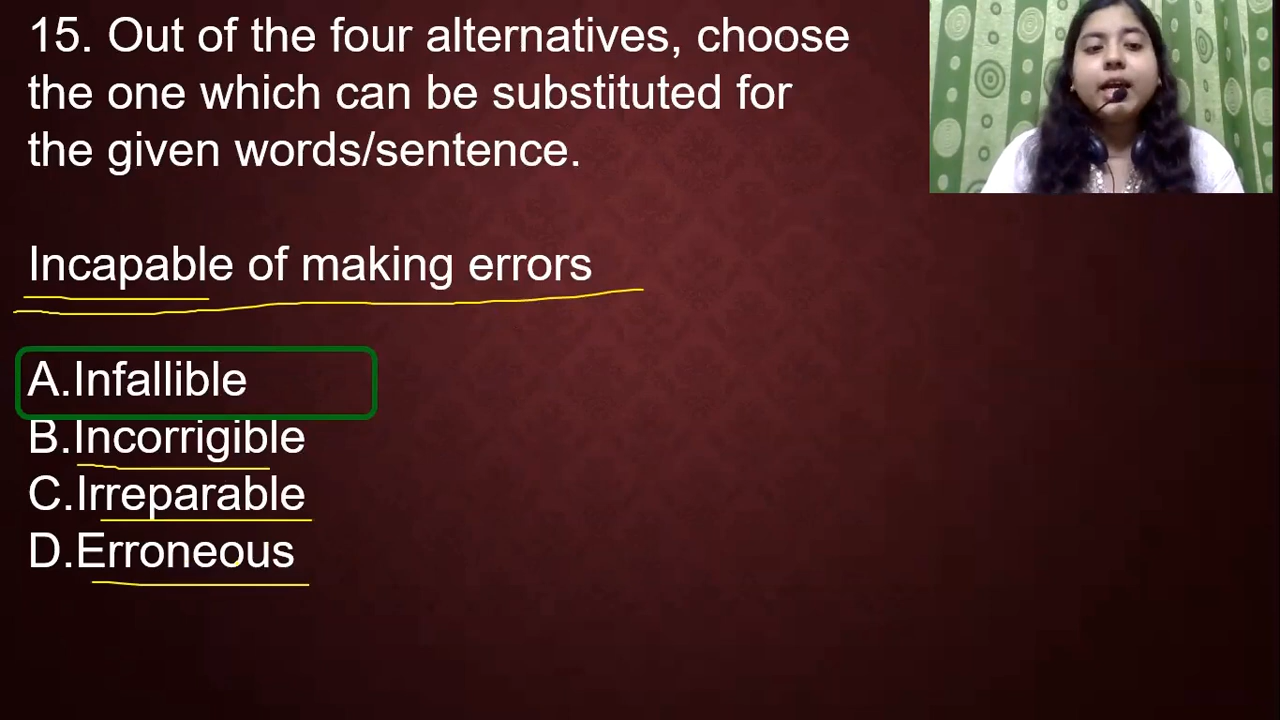 15. Out of the four alternatives, choose
the one which can be substituted for
the given words/sentence.
Incapable of making errors
A.Infallible
B.Incorrigible
C.Irreparable
D.Erroneous